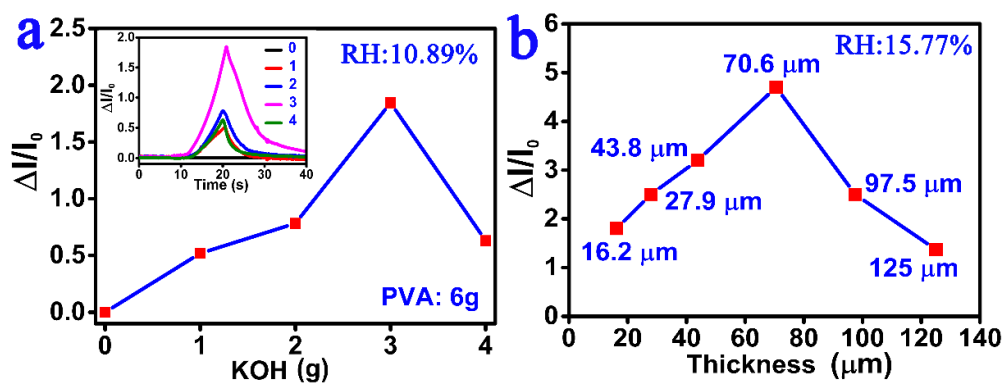 a
RH:10.89%
PVA: 6g
ΔI/I0
2.5
2.0
1.5
1.0
0.5
0.0
0 1 2 3 4
KOH (g)
ΔI/I0
2.0
1.5
1.0
0.5
0.0
0 10 20 30 40
Time (s)
0
1
2
3
4
b
RH:15.77%
ΔI/I0
6
5
4
3
2
1
0
70.6 μm
43.8 μm
27.9 μm
97.5 μm
16.2 μm
125 μm
0 20 40 60 80 100 120 140
Thickness (μm)